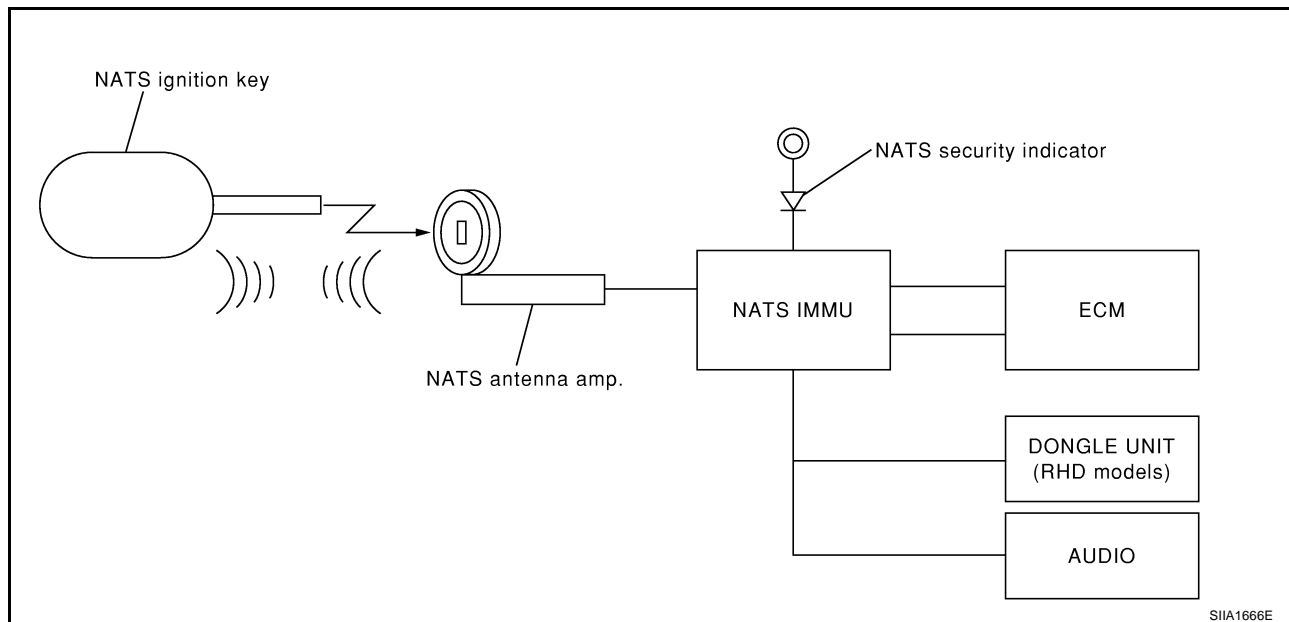 NATS ignition key
NATS security indicator
NATS IMMU
ECM
NATS antenna amp.
DONGLE UNIT
(RHD models)
AUDIO
SIIA1666E